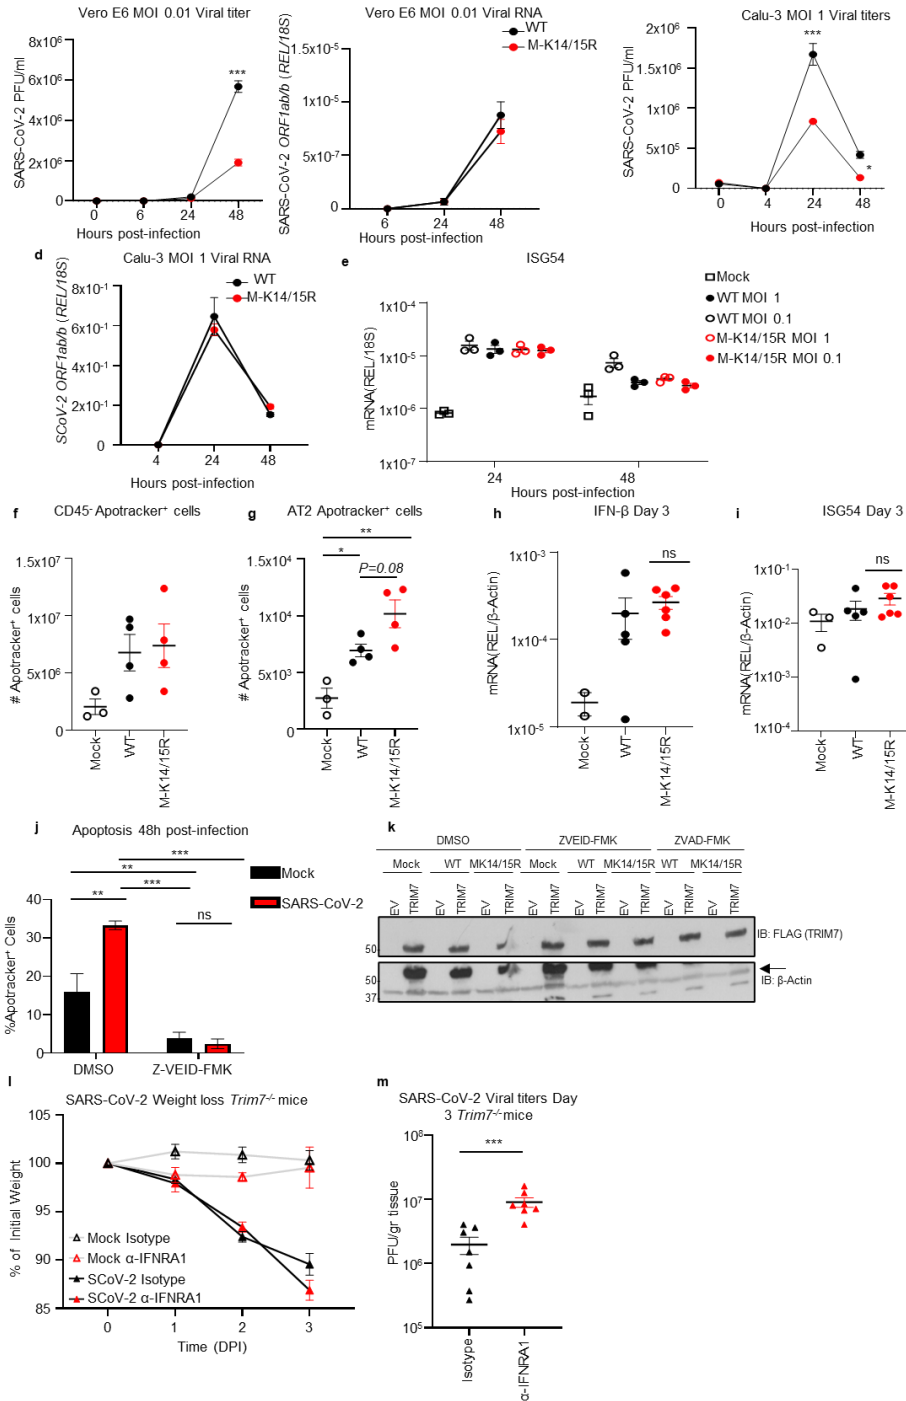 Vero E6 MOI 0.01 Viral titer
SARS-CoV-2 PFU/ml
8x10⁶
6x10⁶
4x10⁶
2x10⁶
0
***
0 6 24 48
Hours post-infection
Vero E6 MOI 0.01 Viral RNA
SARS-CoV-2 ORF1ab/b (REL/18S)
1.5x10⁻⁵
1x10⁻⁵
5x10⁻⁷
0
WT
M-K14/15R
6 24 48
Hours post-infection
Calu-3 MOI 1 Viral titers
SARS-CoV-2 PFU/ml
2x10⁶
1.5x10⁶
1x10⁶
5x10⁵
0
***
*
0 4 24 48
Hours post-infection
d
Calu-3 MOI 1 Viral RNA
SCoV-2 ORF1ab/b (REL/18S)
8x10⁻¹
6x10⁻¹
4x10⁻¹
2x10⁻¹
0
WT
M-K14/15R
4 24 48
Hours post-infection
e
ISG54
mRNA(REL/18S)
1x10⁻⁴
1x10⁻⁵
1x10⁻⁶
1x10⁻⁷
24 48
Hours post-infection
Mock
WT MOI 1
WT MOI 0.1
M-K14/15R MOI 1
M-K14/15R MOI 0.1
f
CD45⁻ Apotracker⁺ cells
# Apotracker⁺ cells
1.5x10⁷
1x10⁷
5x10⁶
0
Mock
WT
M-K14/15R
g
AT2 Apotracker⁺ cells
# Apotracker⁺ cells
1.5x10⁴
1x10⁴
5x10³
0
**
*
P=0.08
Mock
WT
M-K14/15R
h
IFN-β Day 3
mRNA(REL/β-Actin)
1x10⁻³
1x10⁻⁴
1x10⁻⁵
ns
Mock
WT
M-K14/15R
i
ISG54 Day 3
mRNA(REL/β-Actin)
1x10⁻¹
1x10⁻²
1x10⁻³
1x10⁻⁴
ns
Mock
WT
M-K14/15R
j
Apoptosis 48h post-infection
%Apotracker⁺ Cells
40
30
20
10
0
***
**
***
**
ns
Mock
SARS-CoV-2
DMSO Z-VEID-FMK
k
DMSO ZVEID-FMK ZVAD-FMK
Mock WT MK14/15R Mock WT MK14/15R WT MK14/15R
EV TRIM7 EV TRIM7 EV TRIM7 EV TRIM7 EV TRIM7 EV TRIM7 EV TRIM7 EV TRIM7
50
IB: FLAG (TRIM7)
50
37
IB: β-Actin
l
SARS-CoV-2 Weight loss Trim7⁻/⁻ mice
% of Initial Weight
105
100
95
90
85
Mock Isotype
Mock α-IFNRA1
SCoV-2 Isotype
SCoV-2 α-IFNRA1
0 1 2 3
Time (DPI)
m
SARS-CoV-2 Viral titers Day
3 Trim7⁻/⁻mice
PFU/gr tissue
10⁸
10⁷
10⁶
10⁵
***
Isotype
α-IFNRA1